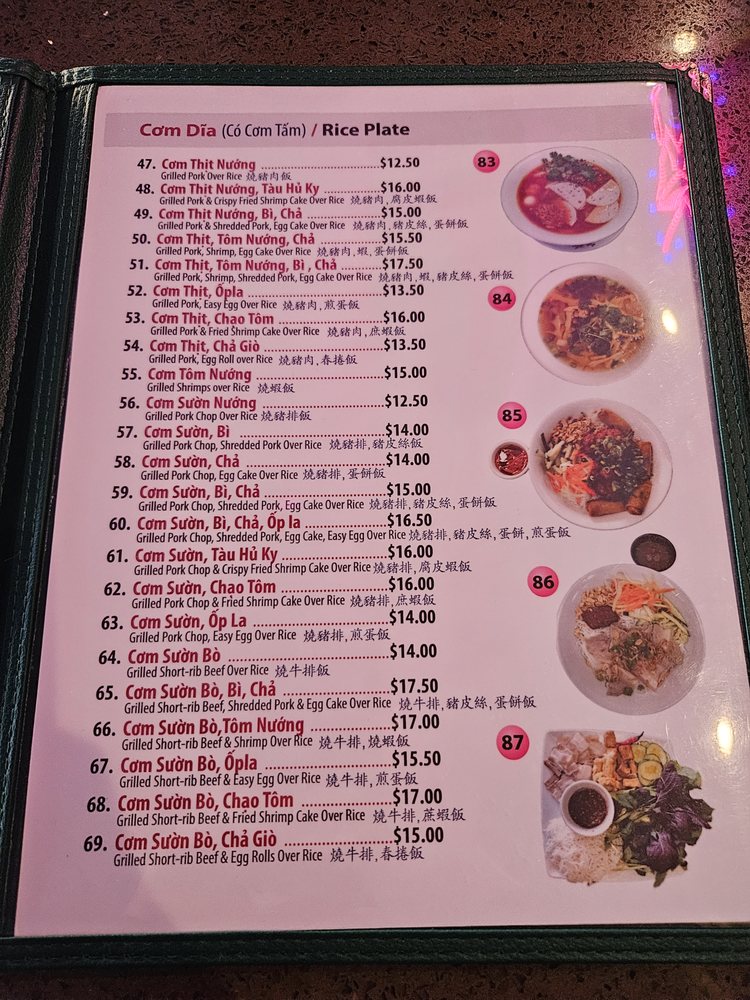 Cơm Dĩa (Có Cơm Tấm) / Rice Plate
47. Cơm Thịt Nướng ..............................$12.50
Grilled Pork Over Rice 燒豬肉飯
48. Cơm Thịt Nướng, Tàu Hủ Ky ...............$16.00
Grilled Pork & Crispy Fried Shrimp Cake Over Rice 燒豬肉,腐皮蝦飯
49. Cơm Thịt Nướng, Bì, Chả ...................$15.00
Grilled Pork & Shredded Pork, Egg Cake Over Rice 燒豬肉,豬皮絲,蛋餅飯
50. Cơm Thịt, Tôm Nướng, Chả ................$15.50
Grilled Pork, Shrimp, Egg Cake Over Rice 燒豬肉,蝦,蛋餅飯
51. Cơm Thịt, Tôm Nướng, Bì , Chả ..........$17.50
Grilled Pork, Shrimp, Shredded Pork, Egg Cake Over Rice 燒豬肉,蝦,豬皮絲,蛋餅飯
52. Cơm Thịt, Ốpla ..................................$13.50
Grilled Pork, Easy Egg Over Rice 燒豬肉,煎蛋飯
53. Cơm Thịt, Chao Tôm ..........................$16.00
Grilled Pork & Fried Shrimp Cake Over Rice 燒豬肉,庶蝦飯
54. Cơm Thịt, Chả Giò .............................$13.50
Grilled Pork, Egg Roll over Rice 燒豬肉,春捲飯
55. Cơm Tôm Nướng ...............................$15.00
Grilled Shrimps over Rice 燒蝦飯
56. Cơm Sườn Nướng ..............................$12.50
Grilled Pork Chop Over Rice 燒豬排飯
57. Cơm Sườn, Bì ....................................$14.00
Grilled Pork Chop, Shredded Pork Over Rice 燒豬排,豬皮絲飯
58. Cơm Sườn, Chả ..................................$14.00
Grilled Pork Chop, Egg Cake Over Rice 燒豬排,蛋餅飯
59. Cơm Sườn, Bì, Chả .............................$15.00
Grilled Pork Chop, Shredded Pork, Egg Cake Over Rice 燒豬排,豬皮絲,蛋餅飯
60. Cơm Sườn, Bì, Chả, Ốp la ....................$16.50
Grilled Pork Chop, Shredded Pork, Egg Cake, Easy Egg Over Rice 燒豬排,豬皮絲,蛋餅,煎蛋飯
61. Cơm Sườn, Tàu Hủ Ky .........................$16.00
Grilled Pork Chop & Crispy Fried Shrimp Cake Over Rice 燒豬排,腐皮蝦飯
62. Cơm Sườn, Chao Tôm .........................$16.00
Grilled Pork Chop & Fried Shrimp Cake Over Rice 燒豬排,庶蝦飯
63. Cơm Sườn, Ốp La ...............................$14.00
Grilled Pork Chop, Easy Egg Over Rice 燒豬排,煎蛋飯
64. Cơm Sườn Bò ....................................$14.00
Grilled Short-rib Beef Over Rice 燒牛排飯
65. Cơm Sườn Bò, Bì, Chả .......................$17.50
Grilled Short-rib Beef, Shredded Pork & Egg Cake Over Rice 燒牛排,豬皮絲,蛋餅飯
66. Cơm Sườn Bò,Tôm Nướng .................$17.00
Grilled Short-rib Beef & Shrimp Over Rice 燒牛排,燒蝦飯
67. Cơm Sườn Bò, Ốpla ..........................$15.50
Grilled Short-rib Beef & Easy Egg Over Rice 燒牛排,煎蛋飯
68. Cơm Sườn Bò, Chao Tôm ...................$17.00
Grilled Short-rib Beef & Fried Shrimp Cake Over Rice 燒牛排,蔗蝦飯
69. Cơm Sườn Bò, Chả Giò ......................$15.00
Grilled Short-rib Beef & Egg Rolls Over Rice 燒牛排,春捲飯
83
84
85
86
87